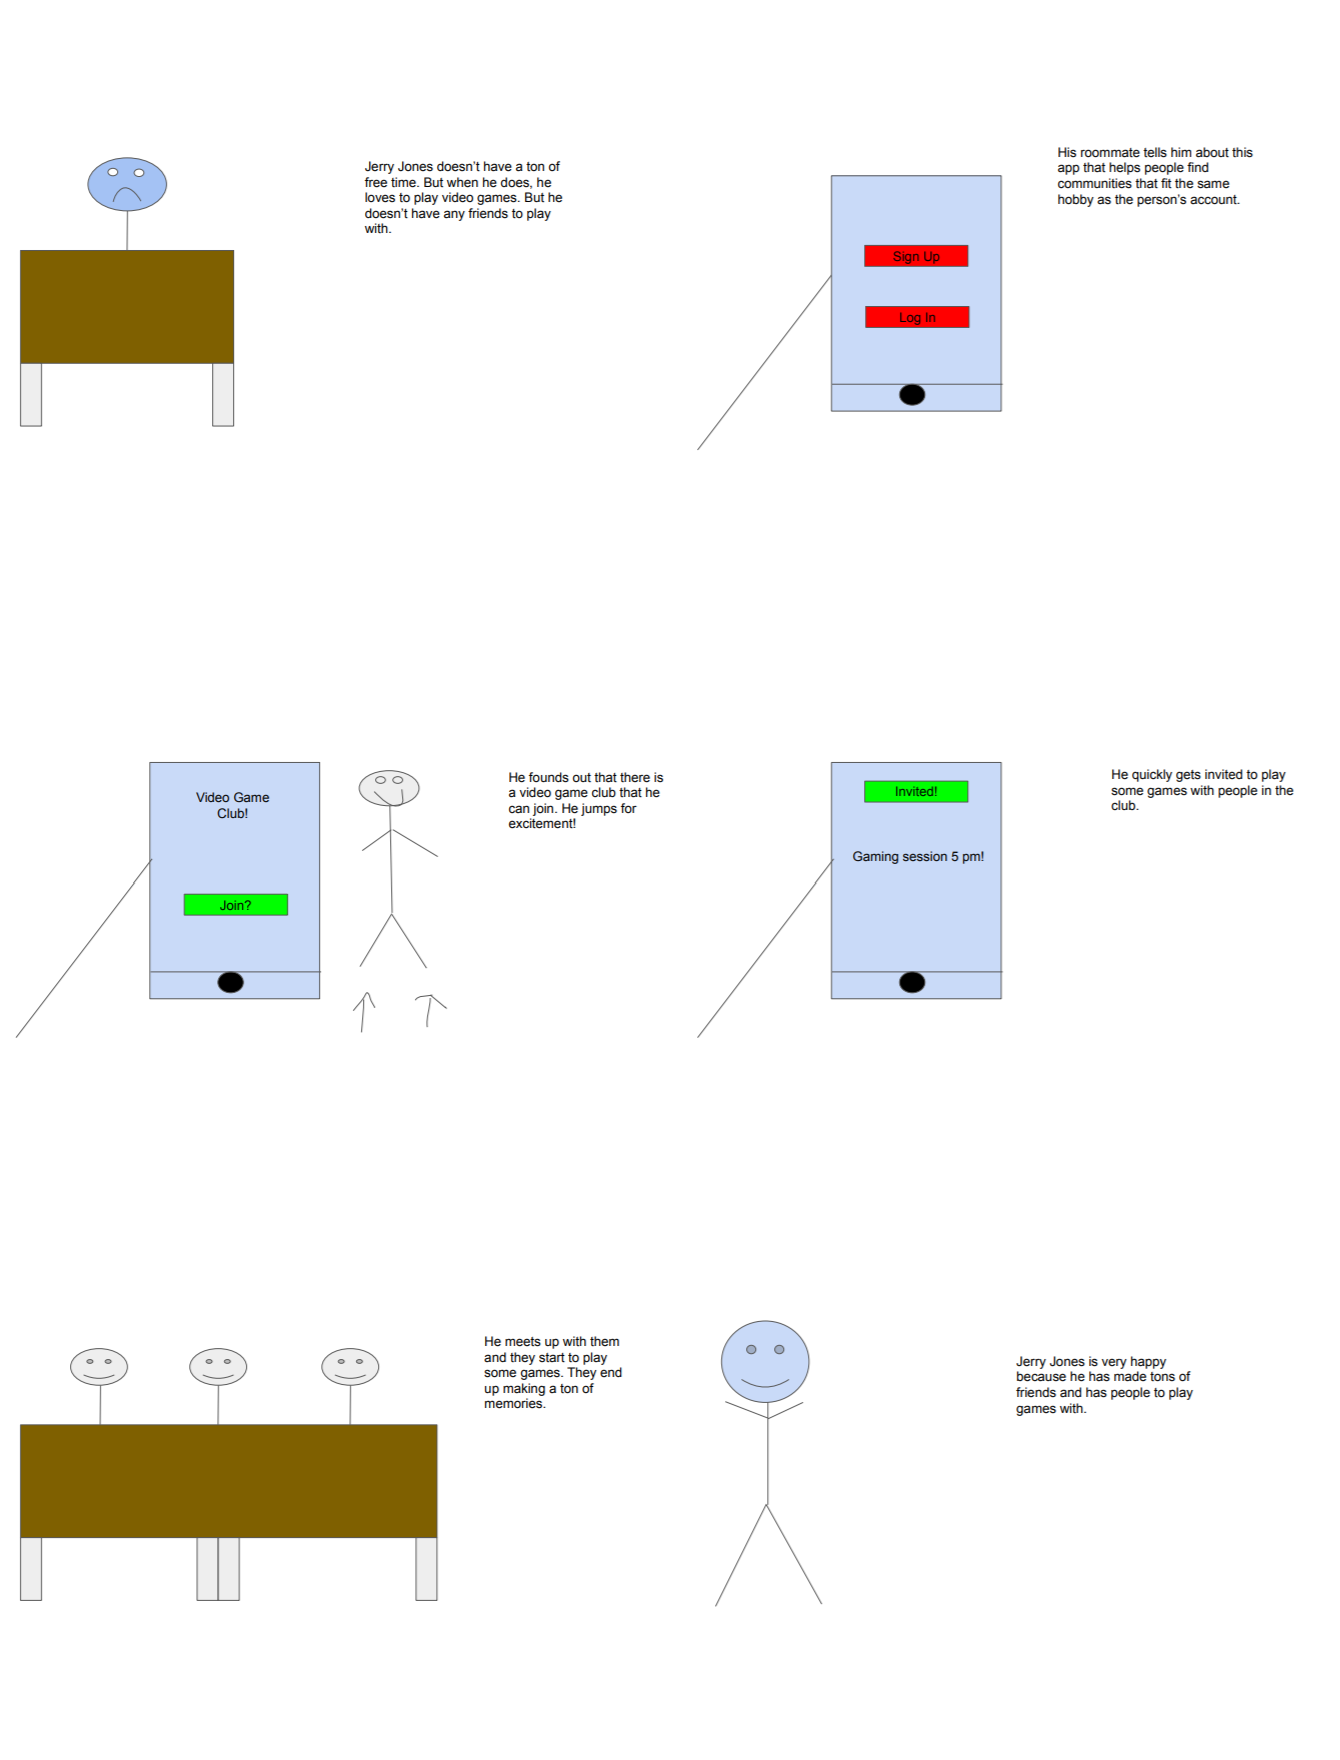 Jerry Jones doesn't have a ton of
free time. But when he does, he
loves to play video games. But he
doesn't have any friends to play
with.
His roommate tells him about this
app that helps people find
communities that fit the same
hobby as the person's account.
Sign Up
Log In
Video Game
Club!
Join?
He founds out that there is
a video game club that he
can join. He jumps for
excitement!
Invited!
Gaming session 5 pm!
He quickly gets invited to play
some games with people in the
club.
He meets up with them
and they start to play
some games. They end
up making a ton of
memories.
Jerry Jones is very happy
because he has made tons of
friends and has people to play
games with.